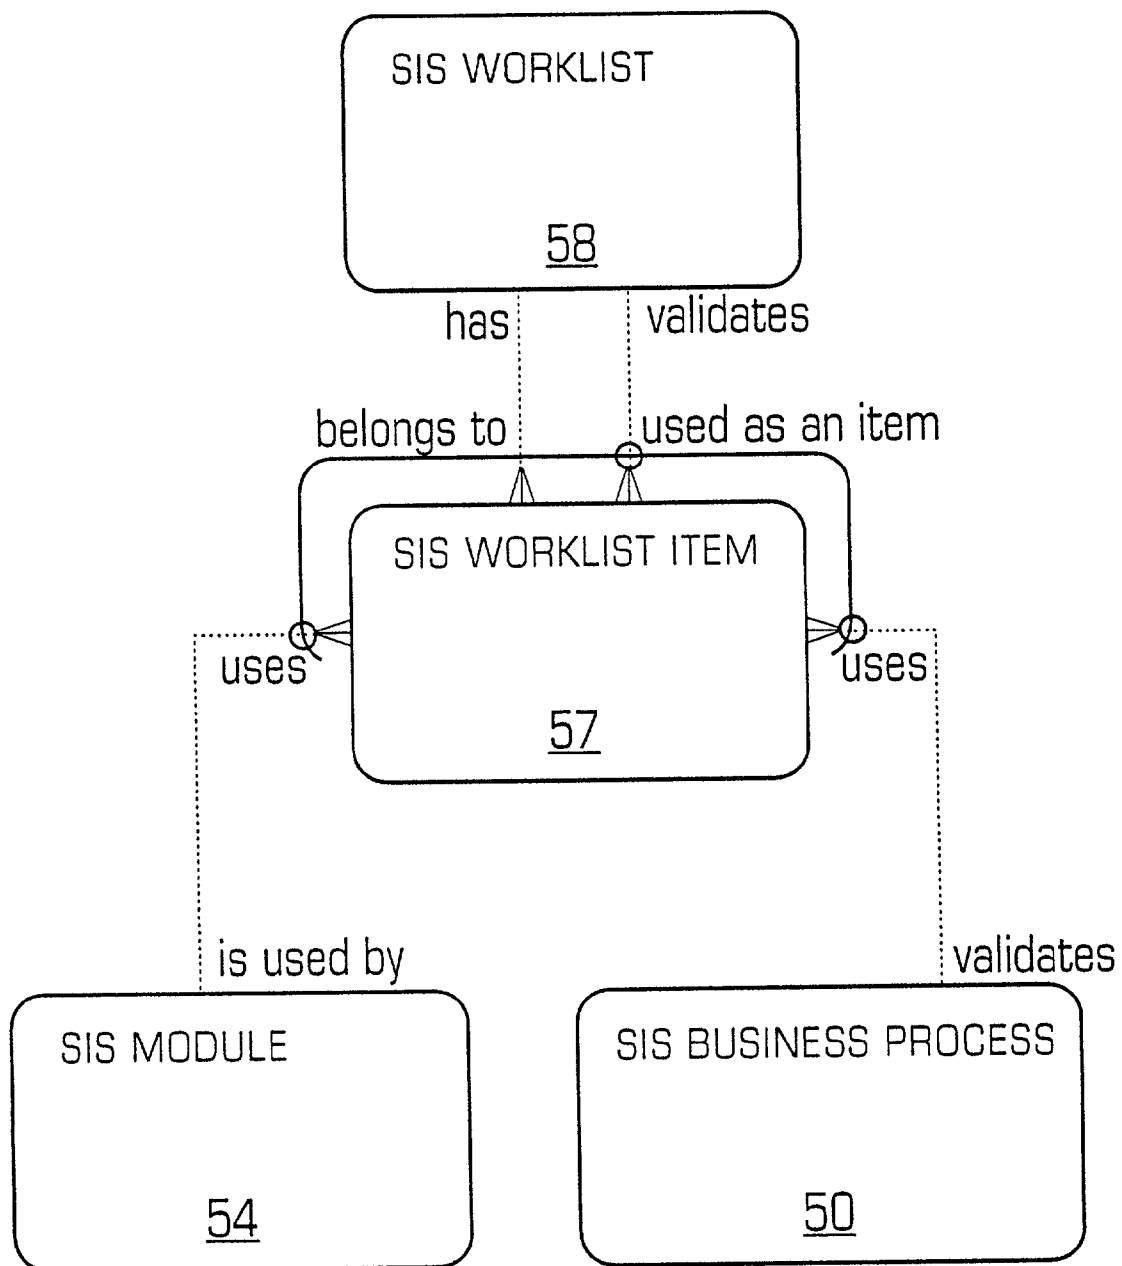 SIS WORKLIST
58
has
validates
belongs to
used as an item
SIS WORKLIST ITEM
uses
uses
57
is used by
validates
SIS MODULE
SIS BUSINESS PROCESS
54
50